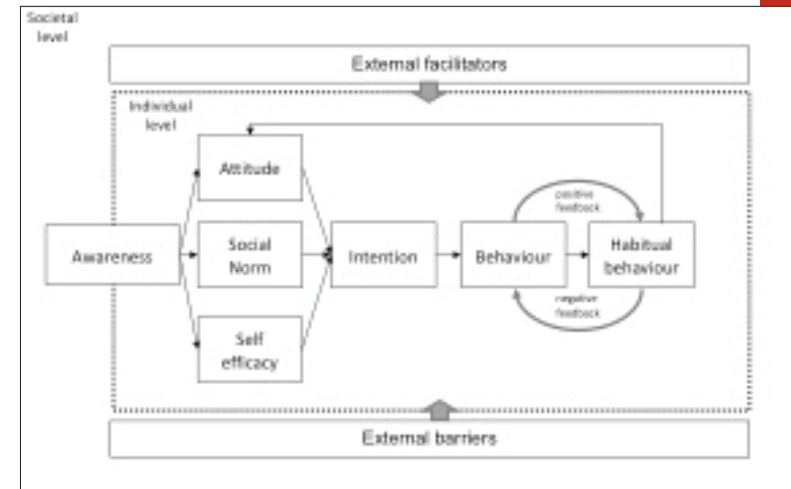 Societal
level
External facilitators
Individual
level
Attitude
positive
feedback
Awareness
Social
Norm
Intention
Behaviour
Habitual
behaviour
negative
feedback
Self
efficacy
External barriers